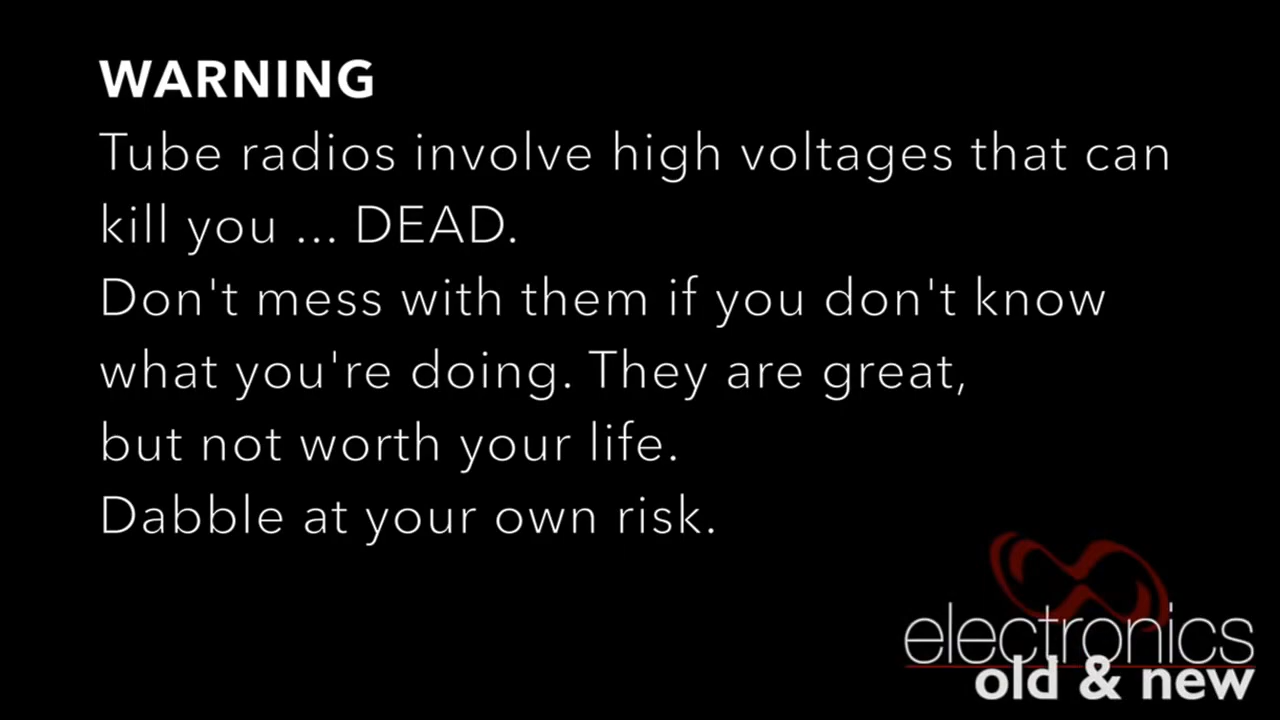 WARNING
Tube radios involve high voltages that can
kill you ... DEAD.
Don't mess with them if you don't know
what you're doing. They are great,
but not worth your life.
Dabble at your own risk.
electronics
old & new